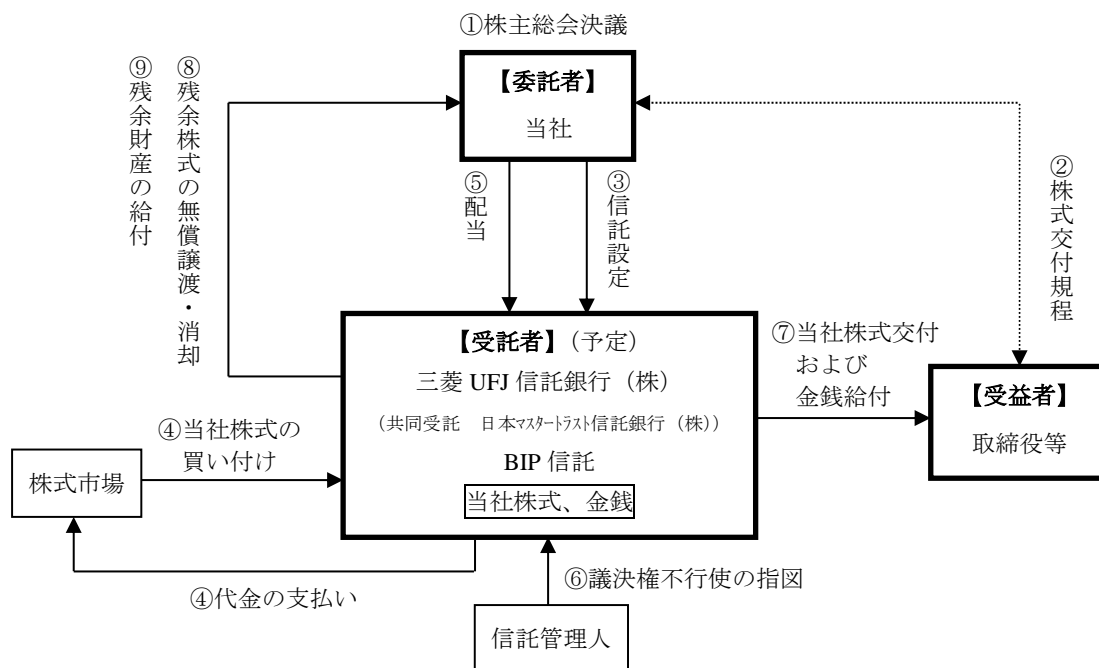 ①株主総会決議
【委託者】
当社
⑨残余財産の給付
⑧残余株式の無償譲渡・消却
⑤配当
③信託設定
②株式交付規程
【受託者】（予定）
三菱 UFJ 信託銀行（株）
（共同受託　日本ﾏｽﾀｰﾄﾗｽﾄ信託銀行（株））
BIP 信託
当社株式、金銭
⑦当社株式交付
および
金銭給付
【受益者】
取締役等
④当社株式の
買い付け
株式市場
④代金の支払い
⑥議決権不行使の指図
信託管理人